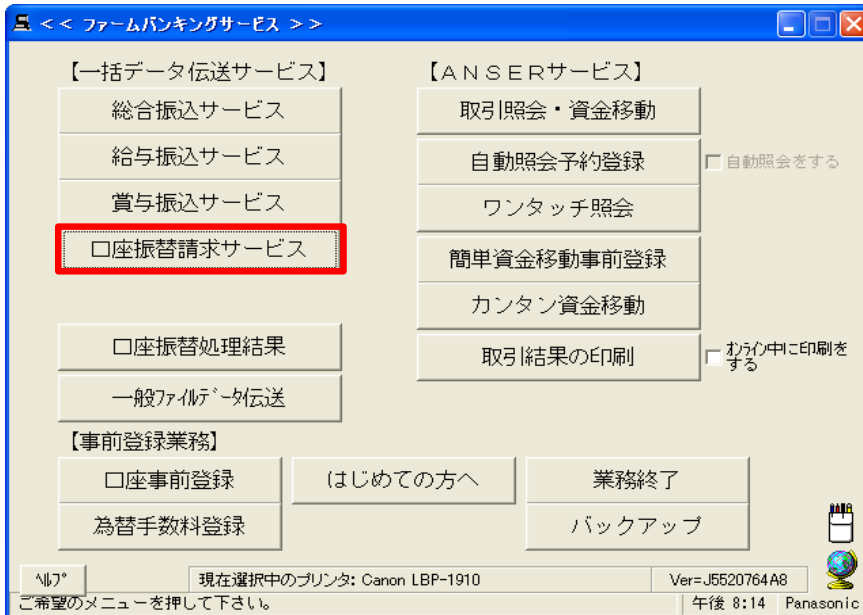 << ファームバンキングサービス >>
【一括データ伝送サービス】
総合振込サービス
給与振込サービス
賞与振込サービス
口座振替請求サービス
口座振替処理結果
一般ファイルデータ伝送
【ANSERサービス】
取引照会・資金移動
自動照会予約登録
自動照会をする
ワンタッチ照会
簡単資金移動事前登録
カンタン資金移動
取引結果の印刷
オンライン中に印刷を
する
【事前登録業務】
口座事前登録
はじめての方へ
業務終了
為替手数料登録
バックアップ
ヘルプ
現在選択中のプリンタ: Canon LBP-1910
Ver=J5520764A8
ご希望のメニューを押して下さい。
午後 8:14
Panasonic